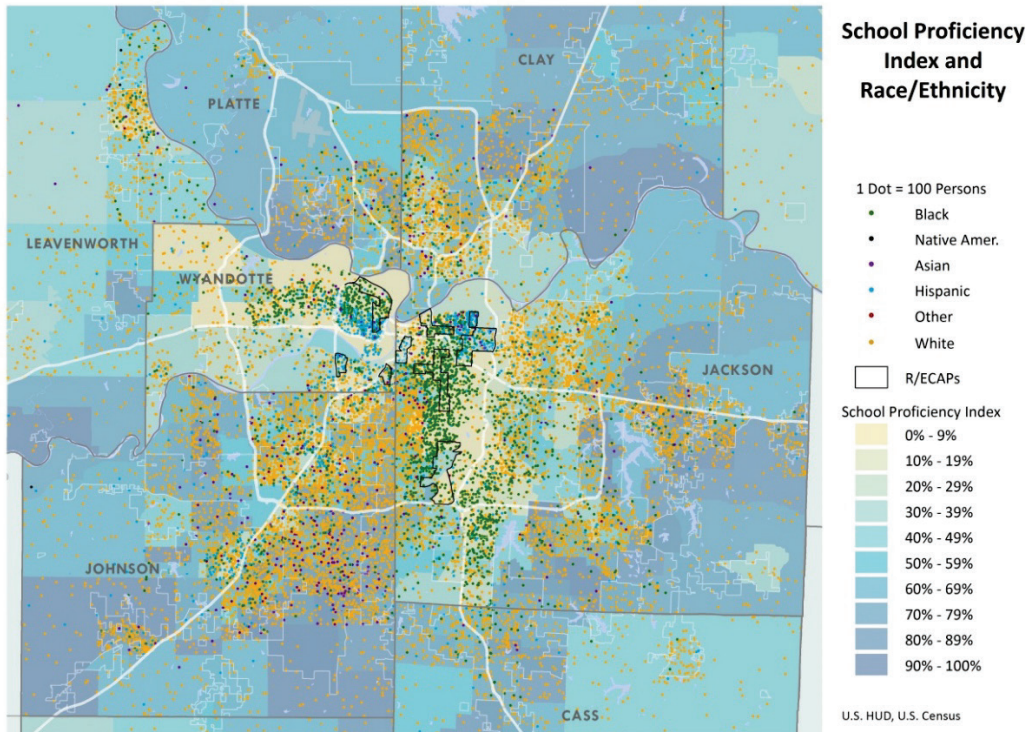 School Proficiency
Index and
Race/Ethnicity
CLAY
PLATTE
LEAVENWORTH
WYANDOTTE
JACKSON
JOHNSON
CASS
1 Dot = 100 Persons
Black
Native Amer.
Asian
Hispanic
Other
White
R/ECAPs
School Proficiency Index
0% - 9%
10% - 19%
20% - 29%
30% - 39%
40% - 49%
50% - 59%
60% - 69%
70% - 79%
80% - 89%
90% - 100%
U.S. HUD, U.S. Census